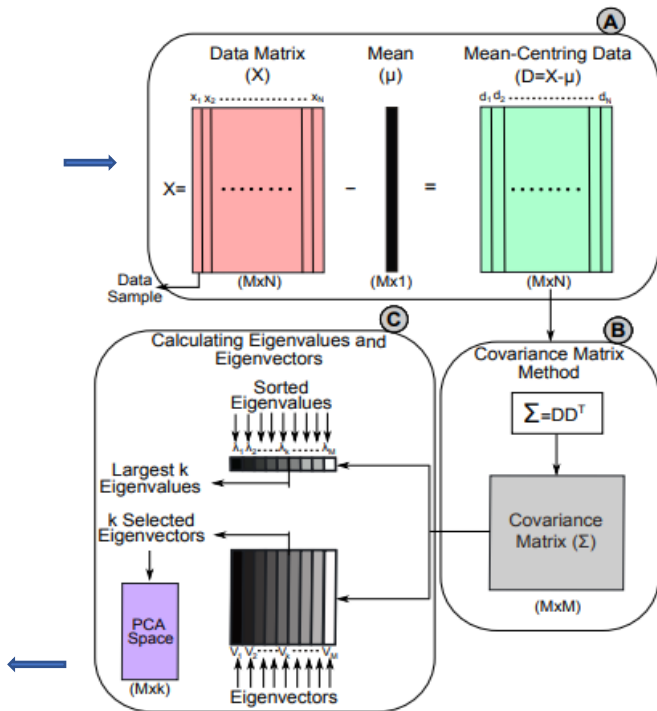 A
Data Matrix
(X)
Mean
(μ)
Mean-Centring Data
(D=X-μ)
x1 x2 xN
d1 d2 dN
X=
-
=
(MxN)
(Mx1)
(MxN)
Data
Sample
B
Covariance Matrix
Method
Σ=DDᵀ
Covariance
Matrix (Σ)
(MxM)
C
Calculating Eigenvalues and
Eigenvectors
Sorted
Eigenvalues
λ1 λ2 λk λM
Largest k
Eigenvalues
k Selected
Eigenvectors
PCA
Space
(Mxk)
V1 V2 Vk VM
Eigenvectors